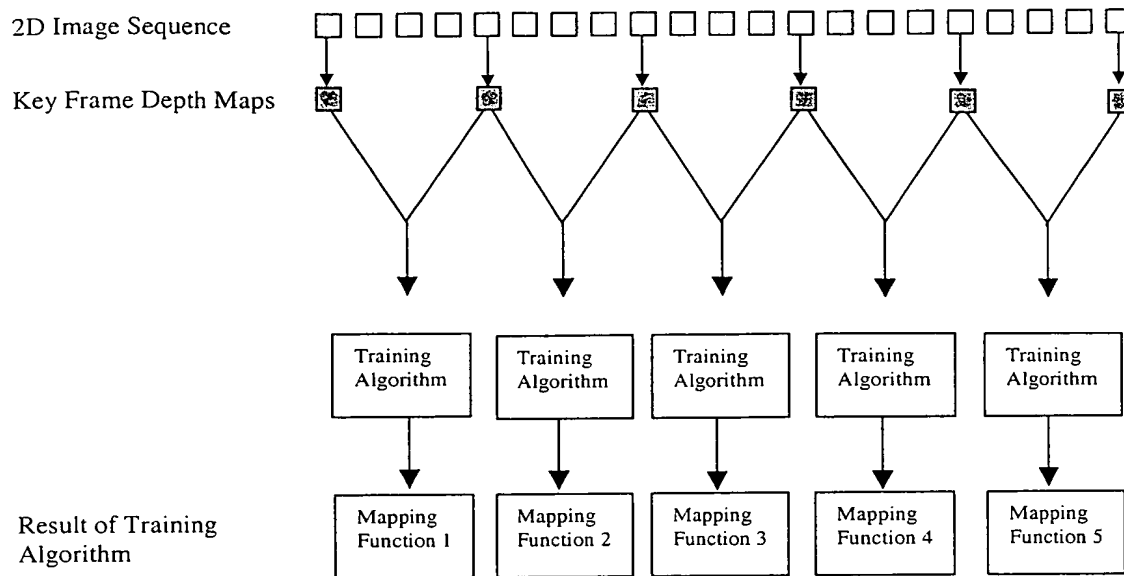 2D Image Sequence
Key Frame Depth Maps
Training
Algorithm
Training
Algorithm
Training
Algorithm
Training
Algorithm
Training
Algorithm
Result of Training
Algorithm
Mapping
Function 1
Mapping
Function 2
Mapping
Function 3
Mapping
Function 4
Mapping
Function 5